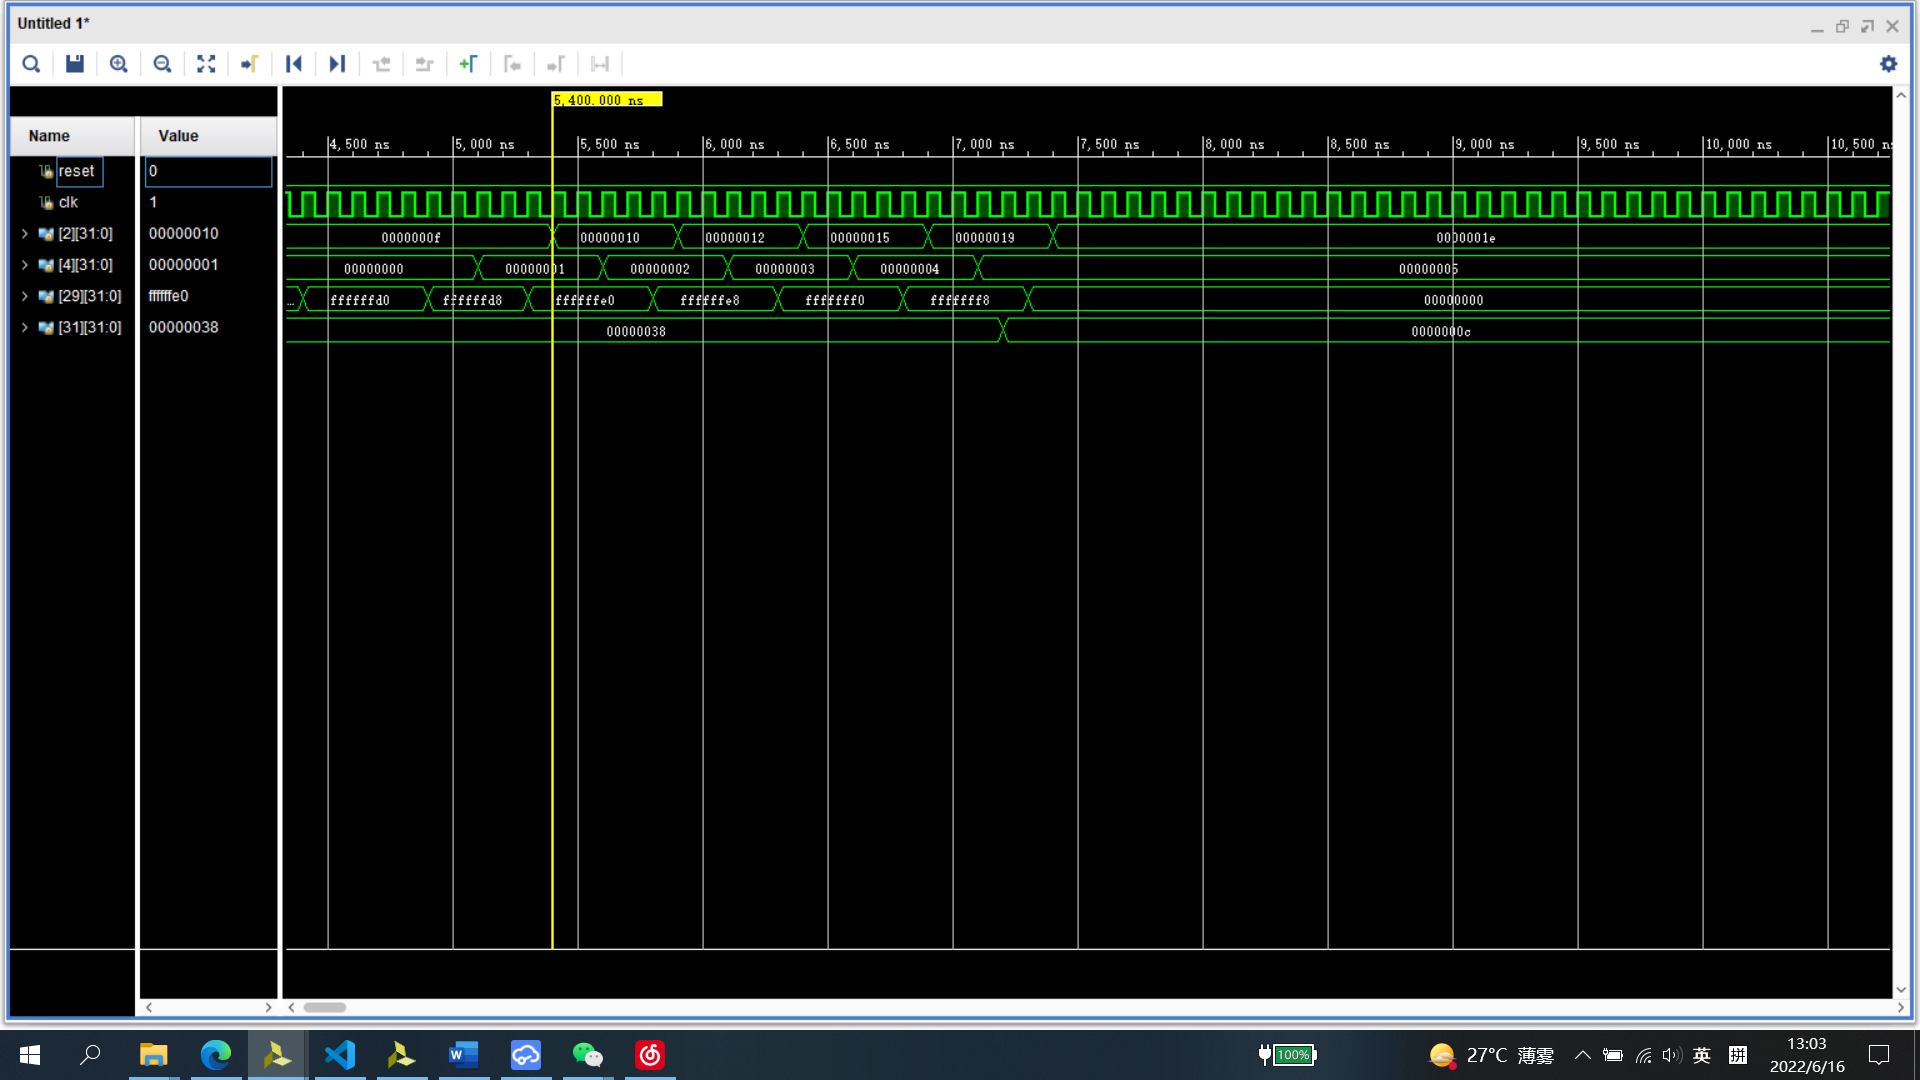 Untitled 1*
5,400.000 ns
Name Value
4,500 ns 5,000 ns 5,500 ns 6,000 ns 6,500 ns 7,000 ns 7,500 ns 8,000 ns 8,500 ns 9,000 ns 9,500 ns 10,000 ns 10,500 n
reset 0
clk 1
[2][31:0] 00000010 0000000f 00000010 00000012 00000015 00000019 0000001e
[4][31:0] 00000001 00000000 00000001 00000002 00000003 00000004 00000005
[29][31:0] ffffffe0 ... ffffffd0 ffffffd8 ffffffe0 ffffffe8 fffffff0 fffffff8 00000000
[31][31:0] 00000038 00000038 0000000c
100%
27°C 薄雾
英
拼
13:03
2022/6/16